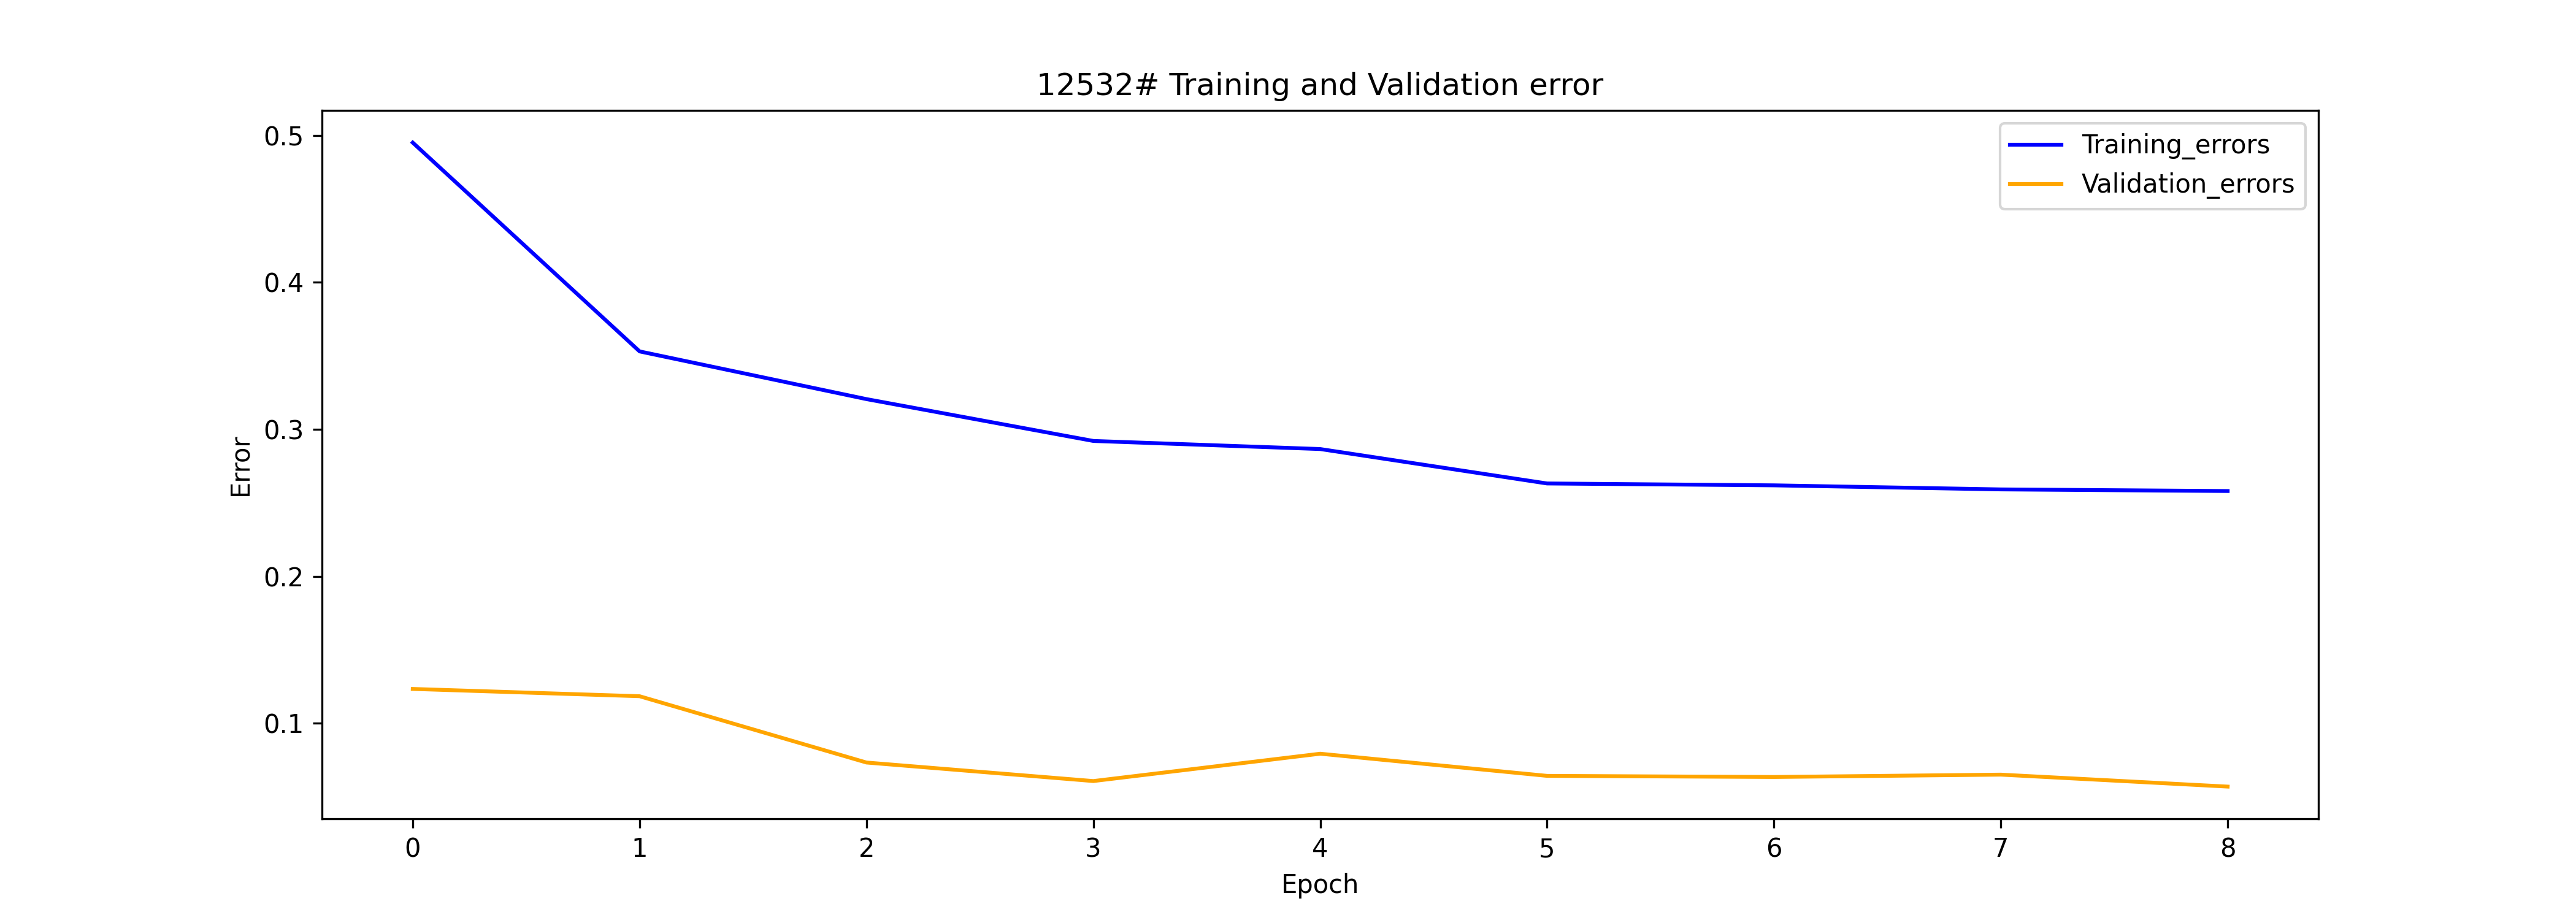 12532# Training and Validation error
Training_errors
Validation_errors
0.5
0.4
0.3
0.2
0.1
Error
0
1
2
3
4
5
6
7
8
Epoch